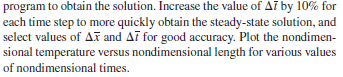 program to obtain the solution. Increase the value of Δt̅ by 10% for
each time step to more quickly obtain the steady-state solution, and
select values of Δx̅ and Δt̅ for good accuracy. Plot the nondimen-
sional temperature versus nondimensional length for various values
of nondimensional times.